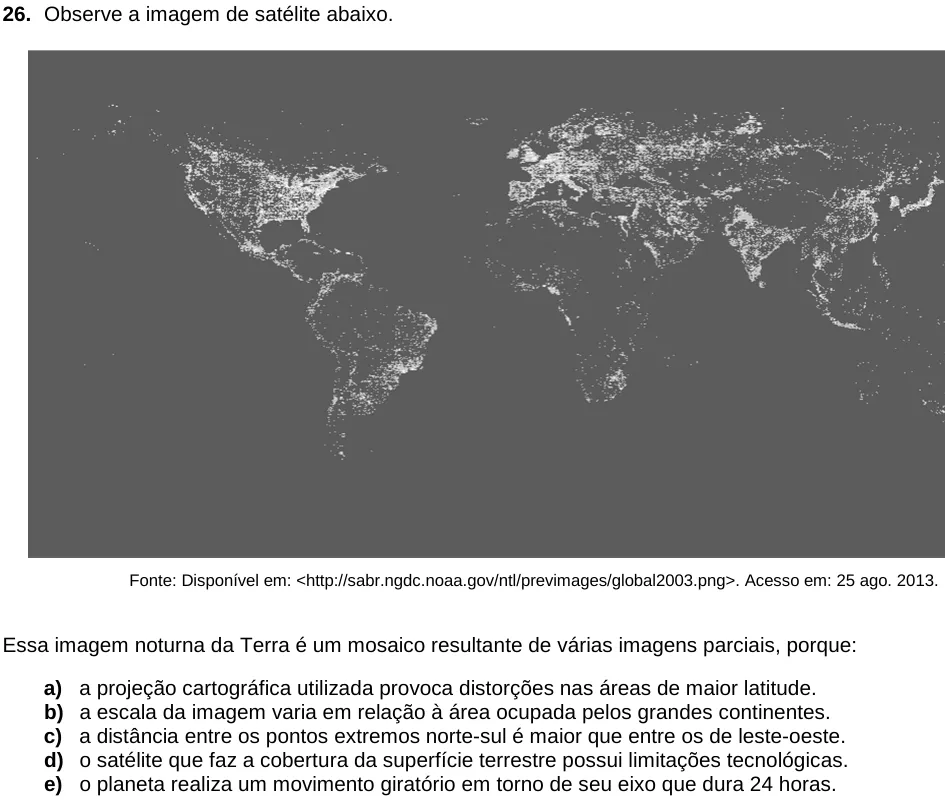 26. Observe a imagem de satélite abaixo.
Fonte: Disponível em: <http://sabr.ngdc.noaa.gov/ntl/previmages/global2003.png>. Acesso em: 25 ago. 2013.
Essa imagem noturna da Terra é um mosaico resultante de várias imagens parciais, porque:
a) a projeção cartográfica utilizada provoca distorções nas áreas de maior latitude.
b) a escala da imagem varia em relação à área ocupada pelos grandes continentes.
c) a distância entre os pontos extremos norte-sul é maior que entre os de leste-oeste.
d) o satélite que faz a cobertura da superfície terrestre possui limitações tecnológicas.
e) o planeta realiza um movimento giratório em torno de seu eixo que dura 24 horas.